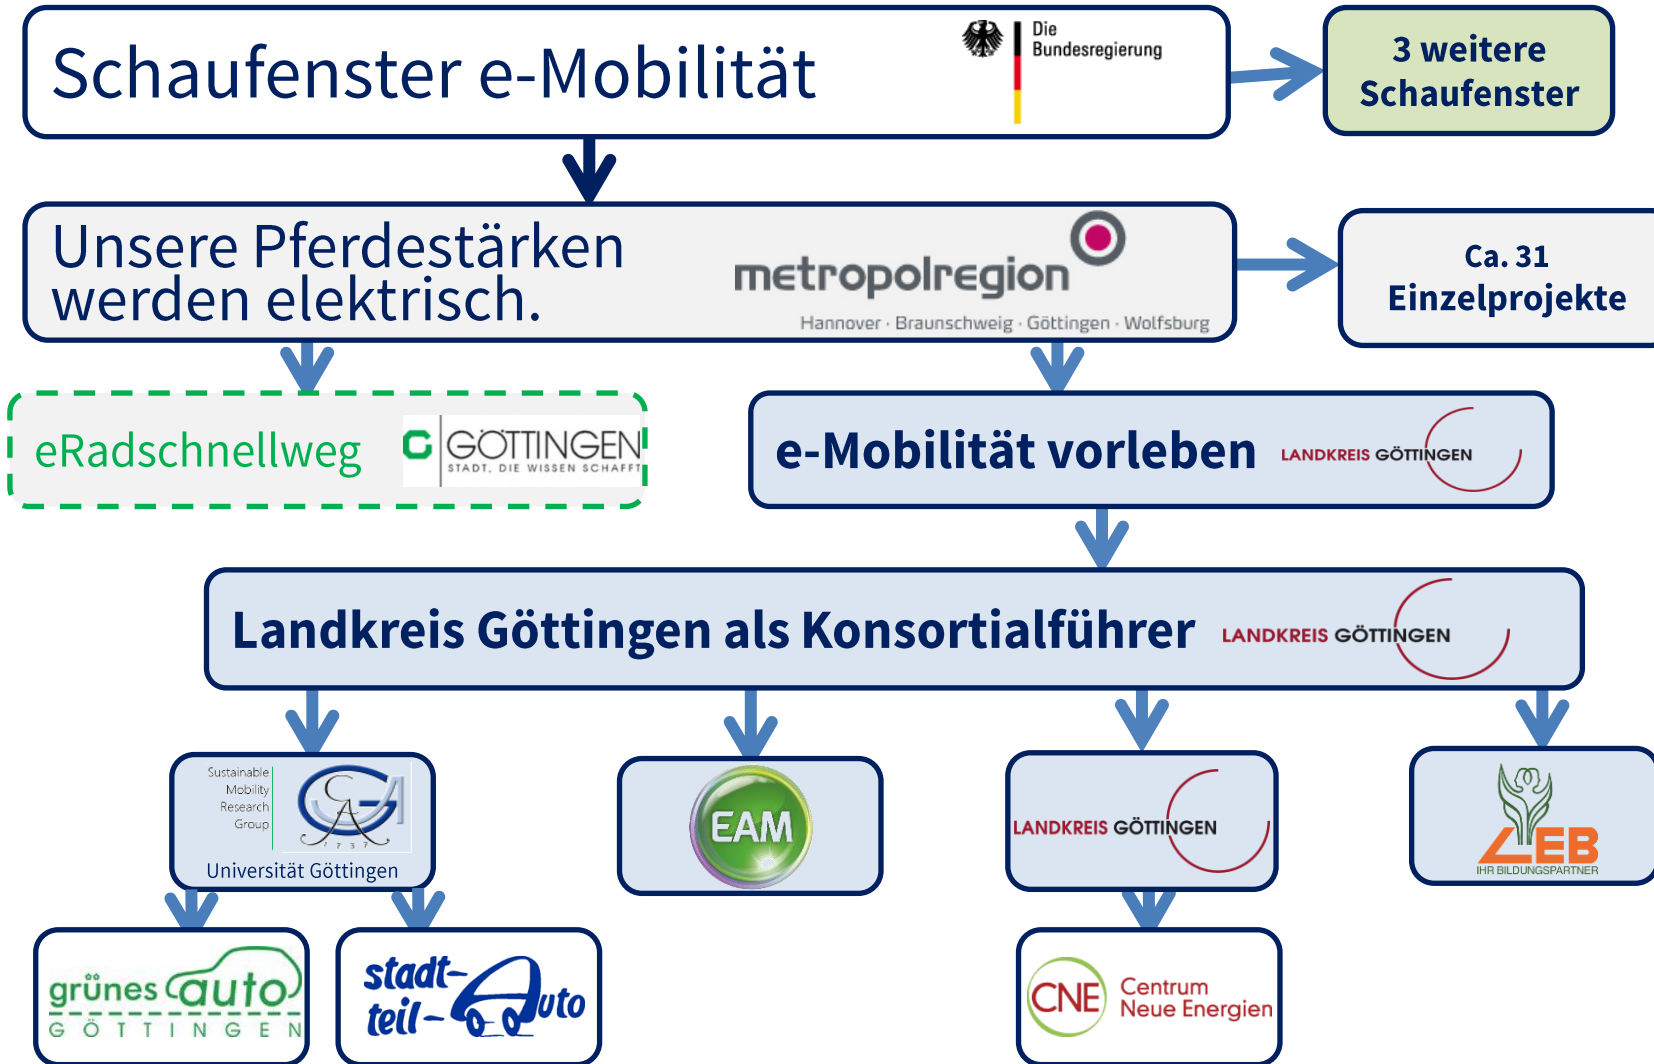 Schaufenster e-Mobilität
Die
Bundesregierung
3 weitere
Schaufenster
Unsere Pferdestärken
werden elektrisch.
metropolregion
Hannover · Braunschweig · Göttingen · Wolfsburg
Ca. 31
Einzelprojekte
eRadschnellweg
GÖTTINGEN
STADT, DIE WISSEN SCHAFFT
e-Mobilität vorleben
LANDKREIS GÖTTINGEN
Landkreis Göttingen als Konsortialführer
LANDKREIS GÖTTINGEN
Sustainable
Mobility
Research
Group
1737
Universität Göttingen
EAM
LANDKREIS GÖTTINGEN
LEB
IHR BILDUNGSPARTNER
grünes auto
GÖTTINGEN
stadt-
teil-auto
CNE
Centrum
Neue Energien